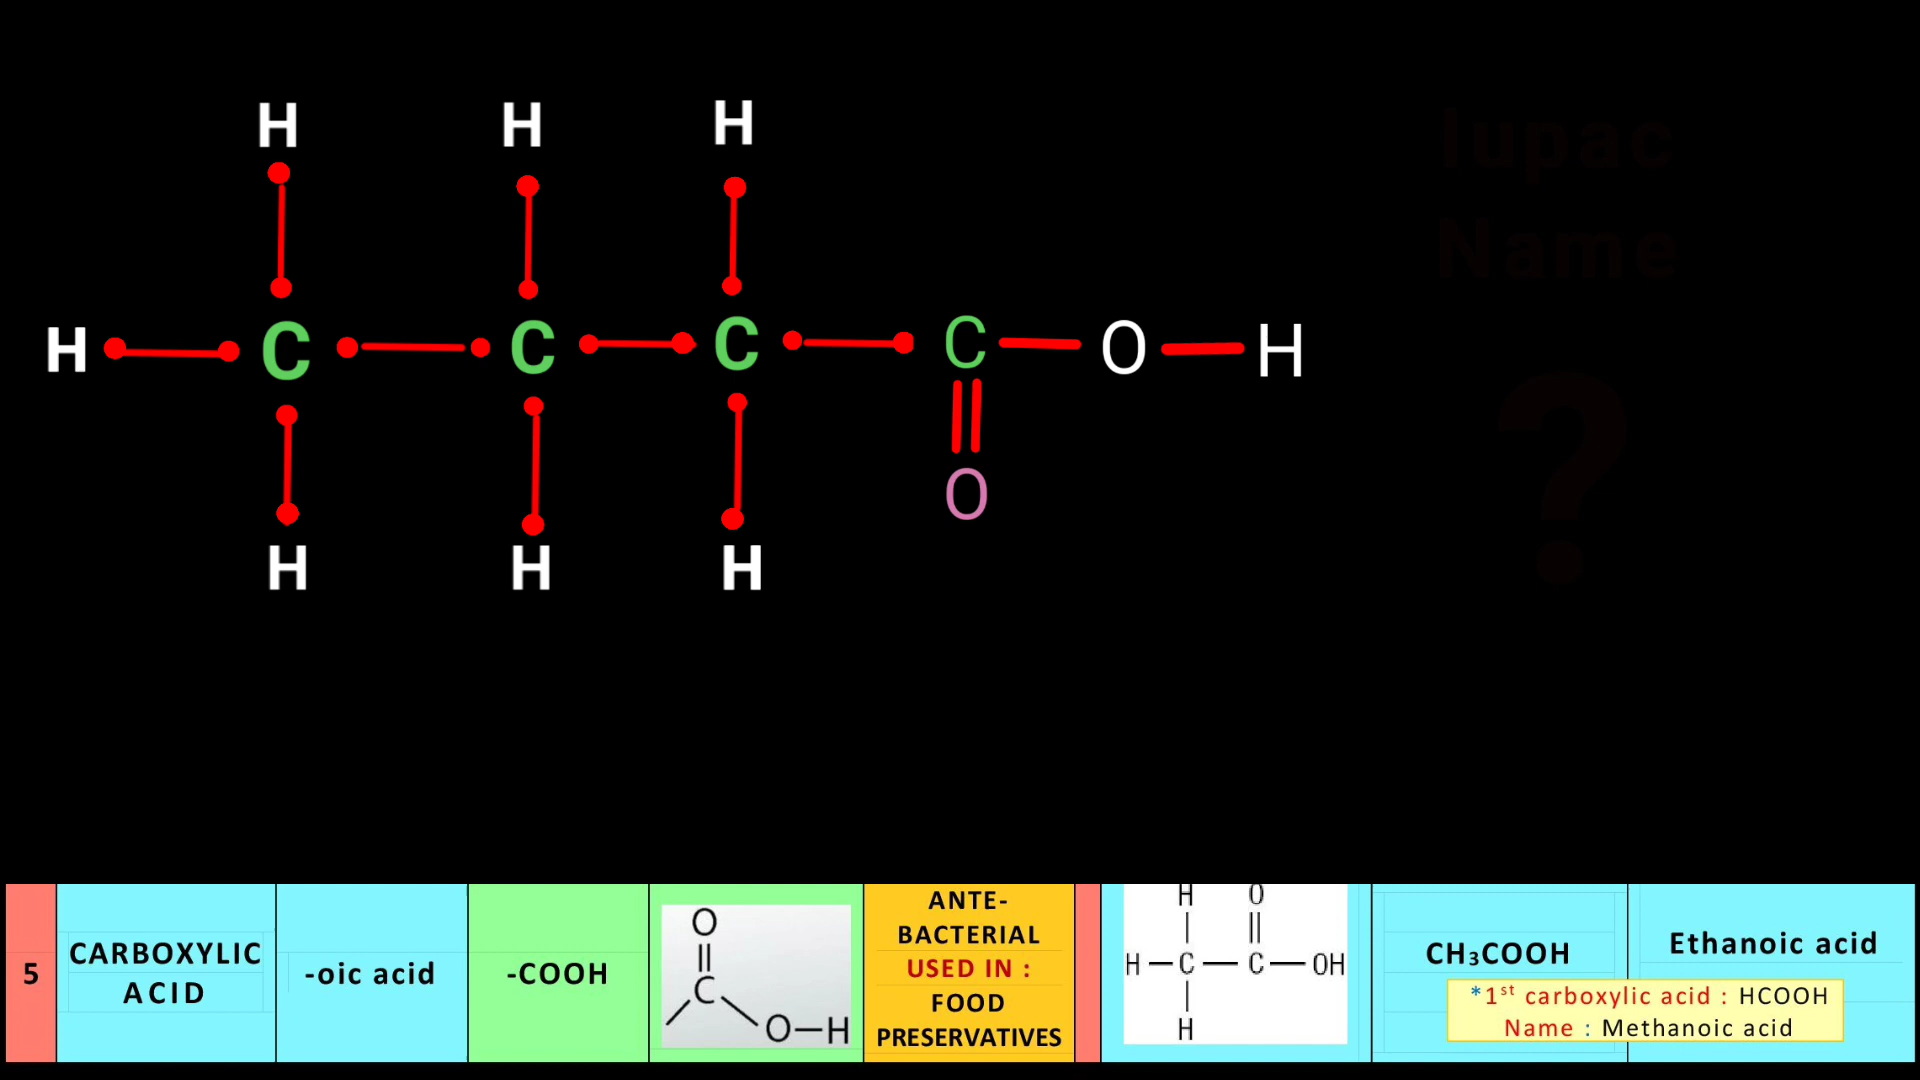 H H H
H C C C C O H
O
H H H
Iupac
Name
?
5
CARBOXYLIC
ACID
-oic acid
-COOH
O
C
O H
ANTE-
BACTERIAL
USED IN :
FOOD
PRESERVATIVES
H O
H C C OH
H
CH₃COOH
Ethanoic acid
*1st carboxylic acid : HCOOH
Name : Methanoic acid